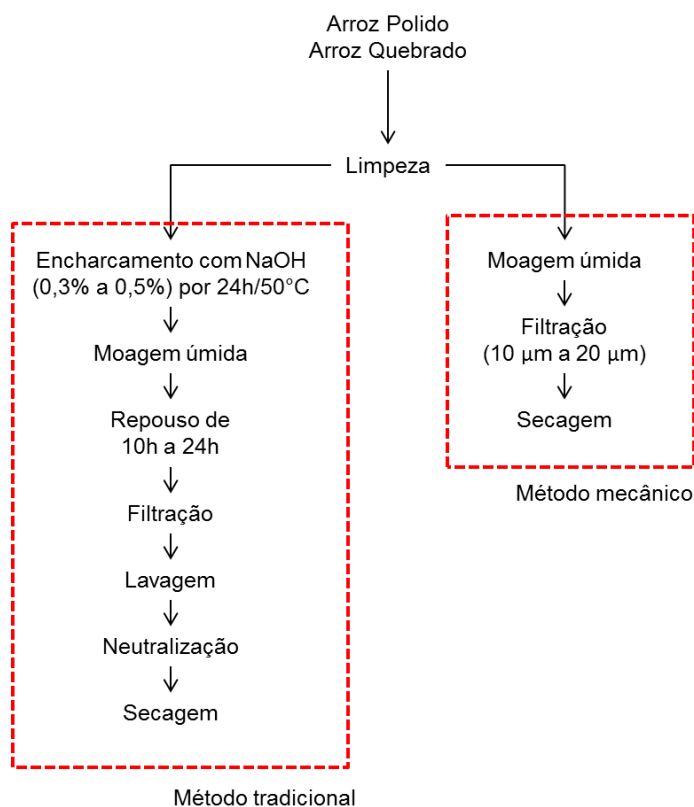 Arroz Polido
Arroz Quebrado
Limpeza
Encharcamento com NaOH
(0,3% a 0,5%) por 24h/50°C
Moagem úmida
Repouso de
10h a 24h
Filtração
Lavagem
Neutralização
Secagem
Método tradicional
Moagem úmida
Filtração
(10 µm a 20 µm)
Secagem
Método mecânico